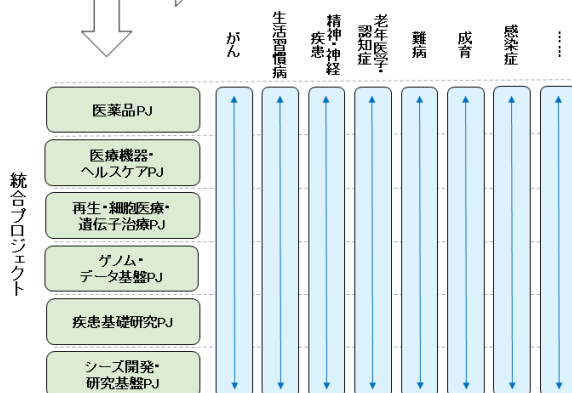 がん
生活習慣病
精神・神経
疾患
老年医学・
認知症
難病
成育
感染症
……
統合プロジェクト
医薬品PJ
医療機器・
ヘルスケアPJ
再生・細胞医療・
遺伝子治療PJ
ゲノム・
データ基盤PJ
疾患基礎研究PJ
シーズ開発・
研究基盤PJ